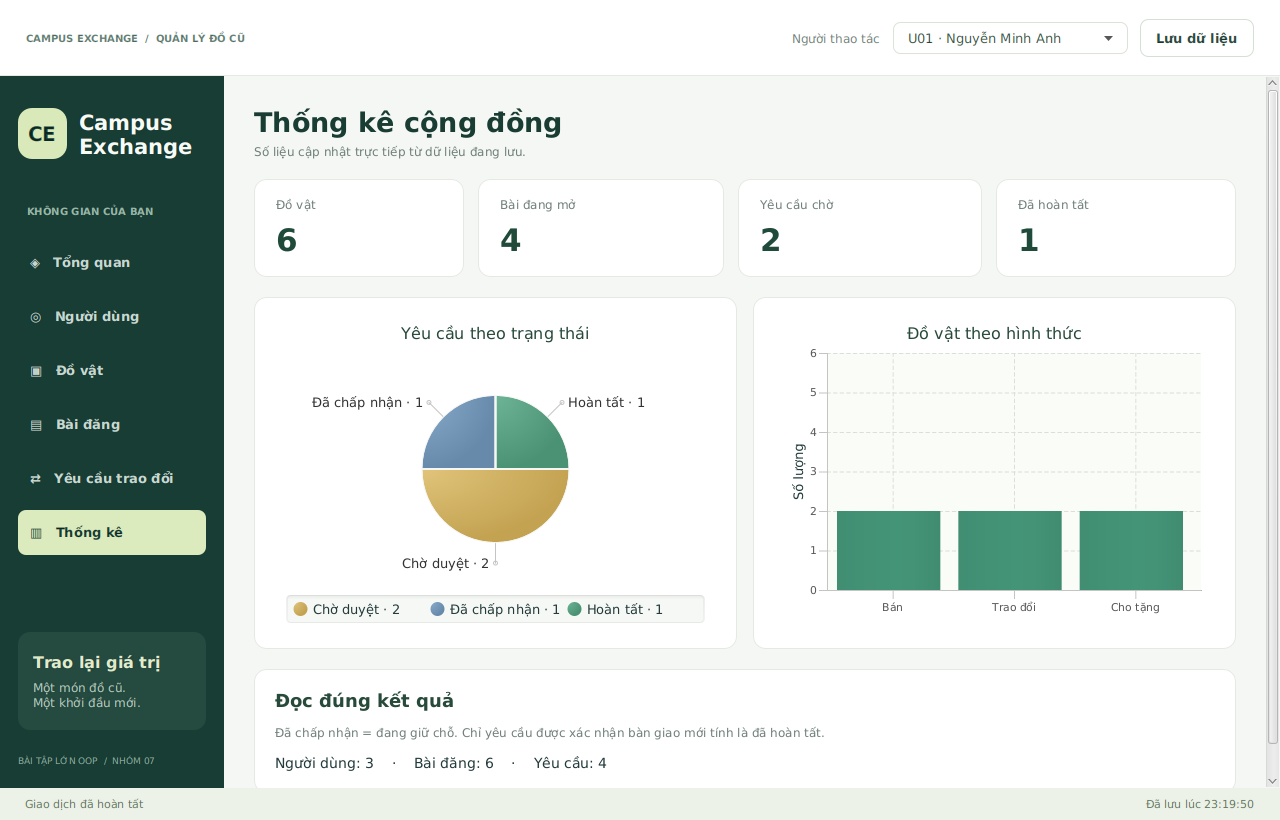 CAMPUS EXCHANGE / QUẢN LÝ ĐỒ CŨ
Người thao tác
U01 · Nguyễn Minh Anh
Lưu dữ liệu
CE
Campus
Exchange
KHÔNG GIAN CỦA BẠN
Tổng quan
Người dùng
Đồ vật
Bài đăng
Yêu cầu trao đổi
Thống kê
Trao lại giá trị
Một món đồ cũ.
Một khởi đầu mới.
BÀI TẬP LỚN OOP / NHÓM 07
Thống kê cộng đồng
Số liệu cập nhật trực tiếp từ dữ liệu đang lưu.
Đồ vật
6
Bài đang mở
4
Yêu cầu chờ
2
Đã hoàn tất
1
Yêu cầu theo trạng thái
Đã chấp nhận · 1
Hoàn tất · 1
Chờ duyệt · 2
Chờ duyệt · 2
Đã chấp nhận · 1
Hoàn tất · 1
Đồ vật theo hình thức
Số lượng
6
5
4
3
2
1
0
Bán
Trao đổi
Cho tặng
Đọc đúng kết quả
Đã chấp nhận = đang giữ chỗ. Chỉ yêu cầu được xác nhận bàn giao mới tính là đã hoàn tất.
Người dùng: 3 · Bài đăng: 6 · Yêu cầu: 4
Giao dịch đã hoàn tất
Đã lưu lúc 23:19:50